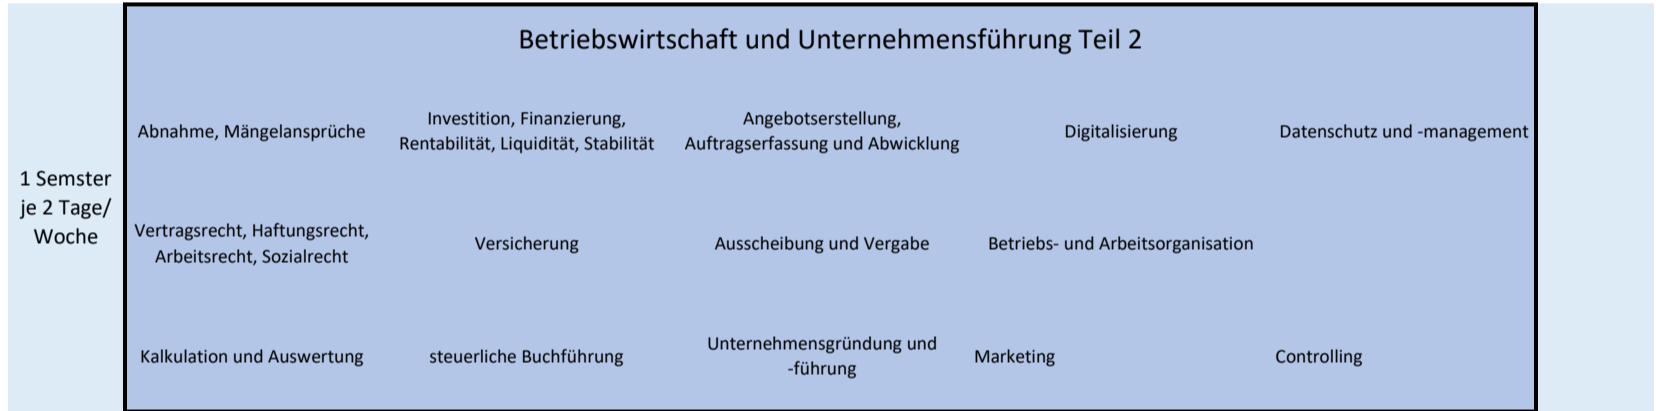 Betriebswirtschaft und Unternehmensführung Teil 2
Abnahme, Mängelansprüche
Investition, Finanzierung,
Rentabilität, Liquidität, Stabilität
Angebotserstellung,
Auftragserfassung und Abwicklung
Digitalisierung
Datenschutz und -management
1 Semster
je 2 Tage/
Woche
Vertragsrecht, Haftungsrecht,
Arbeitsrecht, Sozialrecht
Versicherung
Ausscheibung und Vergabe
Betriebs- und Arbeitsorganisation
Kalkulation und Auswertung
steuerliche Buchführung
Unternehmensgründung und
-führung
Marketing
Controlling